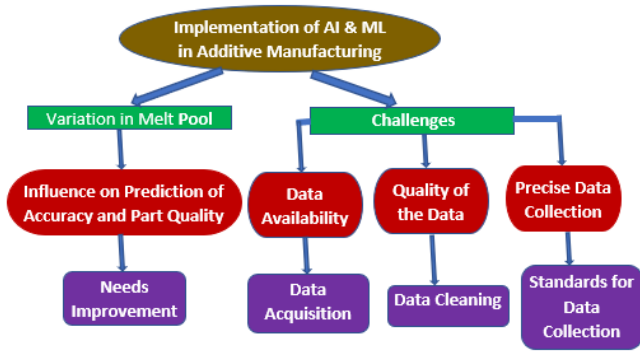 Implementation of AI & ML
in Additive Manufacturing
Variation in Melt Pool
Challenges
Influence on Prediction of
Accuracy and Part Quality
Data
Availability
Quality of
the Data
Precise Data
Collection
Needs
Improvement
Data
Acquisition
Data Cleaning
Standards for
Data
Collection